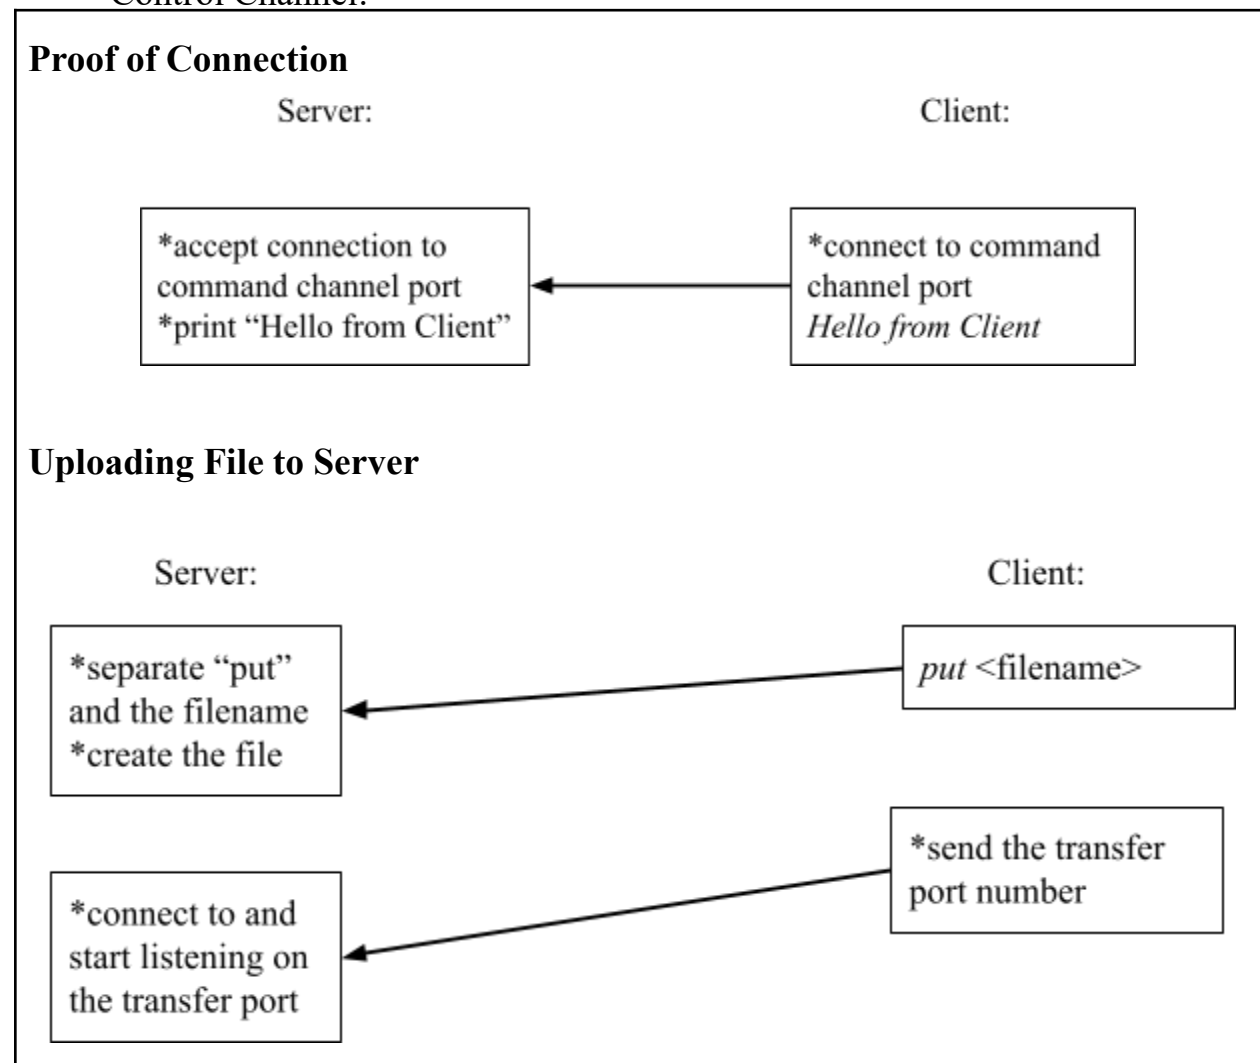 Control Channel.
Proof of Connection
Server:
Client:
*accept connection to
command channel port
*print “Hello from Client”
*connect to command
channel port
Hello from Client
Uploading File to Server
Server:
Client:
*separate “put”
and the filename
*create the file
put <filename>
*send the transfer
port number
*connect to and
start listening on
the transfer port